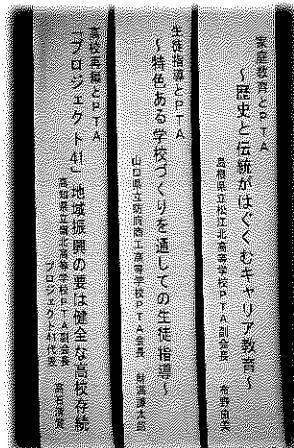 家庭教育とPTA
～歴史と伝統がはぐくむキャリア教育～
島根県立松江北高等学校PTA副会長
生徒指導とPTA
～特色ある学校づくりを通しての生徒指導～
山口県立 商工高等学校PTA会長
高校再編とPTA
「プロジェクト41」地域振興の要は健全な高校存続
高知県立嶺北高等学校PTA副会長
プロジェクト41代表